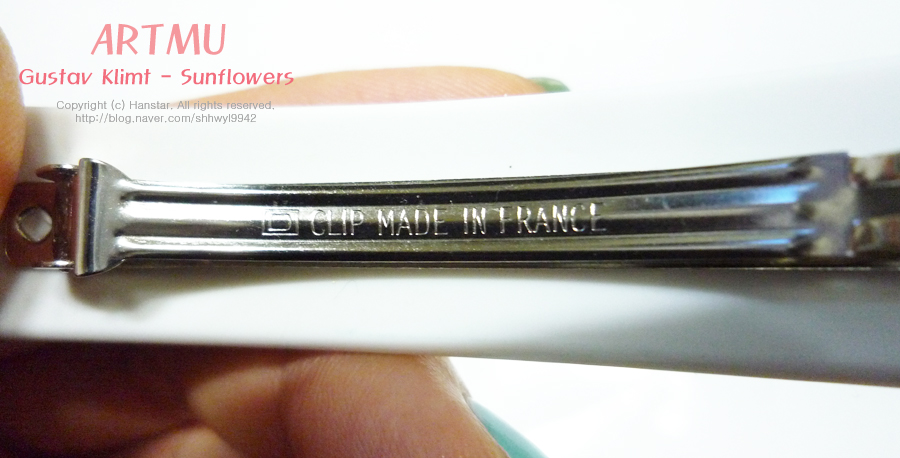 ARTMU
Gustav Klimt - Sunflowers
Copyright (c) Hanstar. All rights reserved.
http://blog.naver.com/shhwyl9942
CLIP MADE IN FRANCE